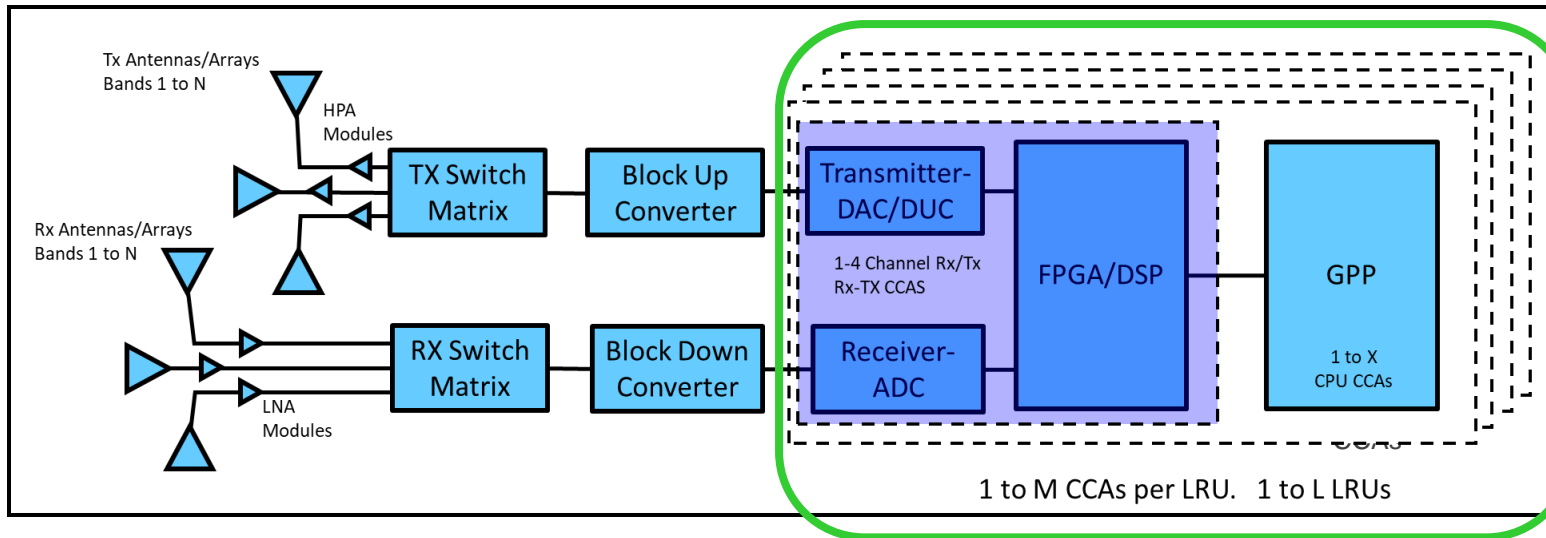 Tx Antennas/Arrays
Bands 1 to N
HPA
Modules
TX Switch
Matrix
Block Up
Converter
Transmitter-
DAC/DUC
Rx Antennas/Arrays
Bands 1 to N
1-4 Channel Rx/Tx
Rx-TX CCAS
FPGA/DSP
GPP
1 to X
CPU CCAs
RX Switch
Matrix
Block Down
Converter
Receiver-
ADC
LNA
Modules
CCAs
1 to M CCAs per LRU. 1 to L LRUs